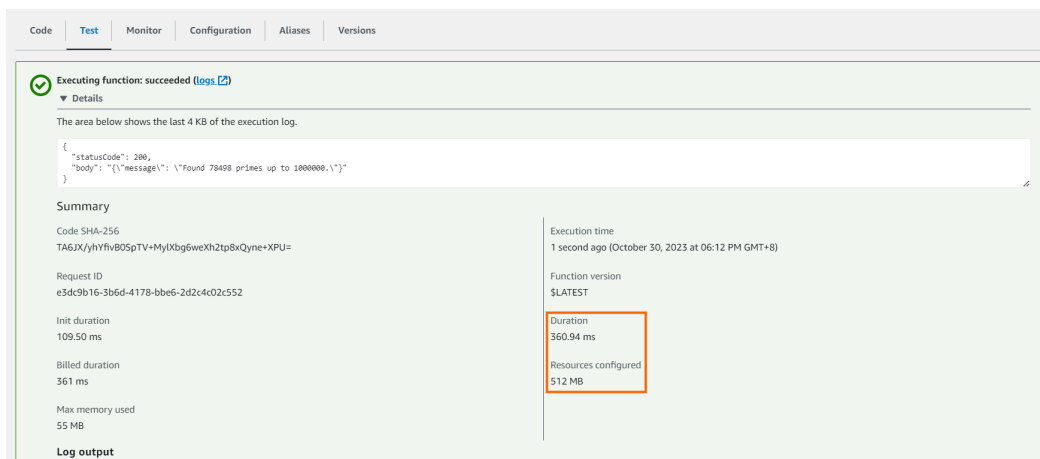 Code Test Monitor Configuration Aliases Versions
Executing function: succeeded (logs)
▼ Details
The area below shows the last 4 KB of the execution log.
{
"statusCode": 200,
"body": "{\"message\": \"Found 78498 primes up to 1000000.\"}"
}
Summary
Code SHA-256
TA6JX/yhYfivB0SpTV+MylXbg6weXh2tp8xQyne+XPU=
Execution time
1 second ago (October 30, 2023 at 06:12 PM GMT+8)
Request ID
e3dc9b16-3b6d-4178-bbe6-2d2c4c02c552
Function version
$LATEST
Init duration
109.50 ms
Duration
360.94 ms
Billed duration
361 ms
Resources configured
512 MB
Max memory used
55 MB
Log output